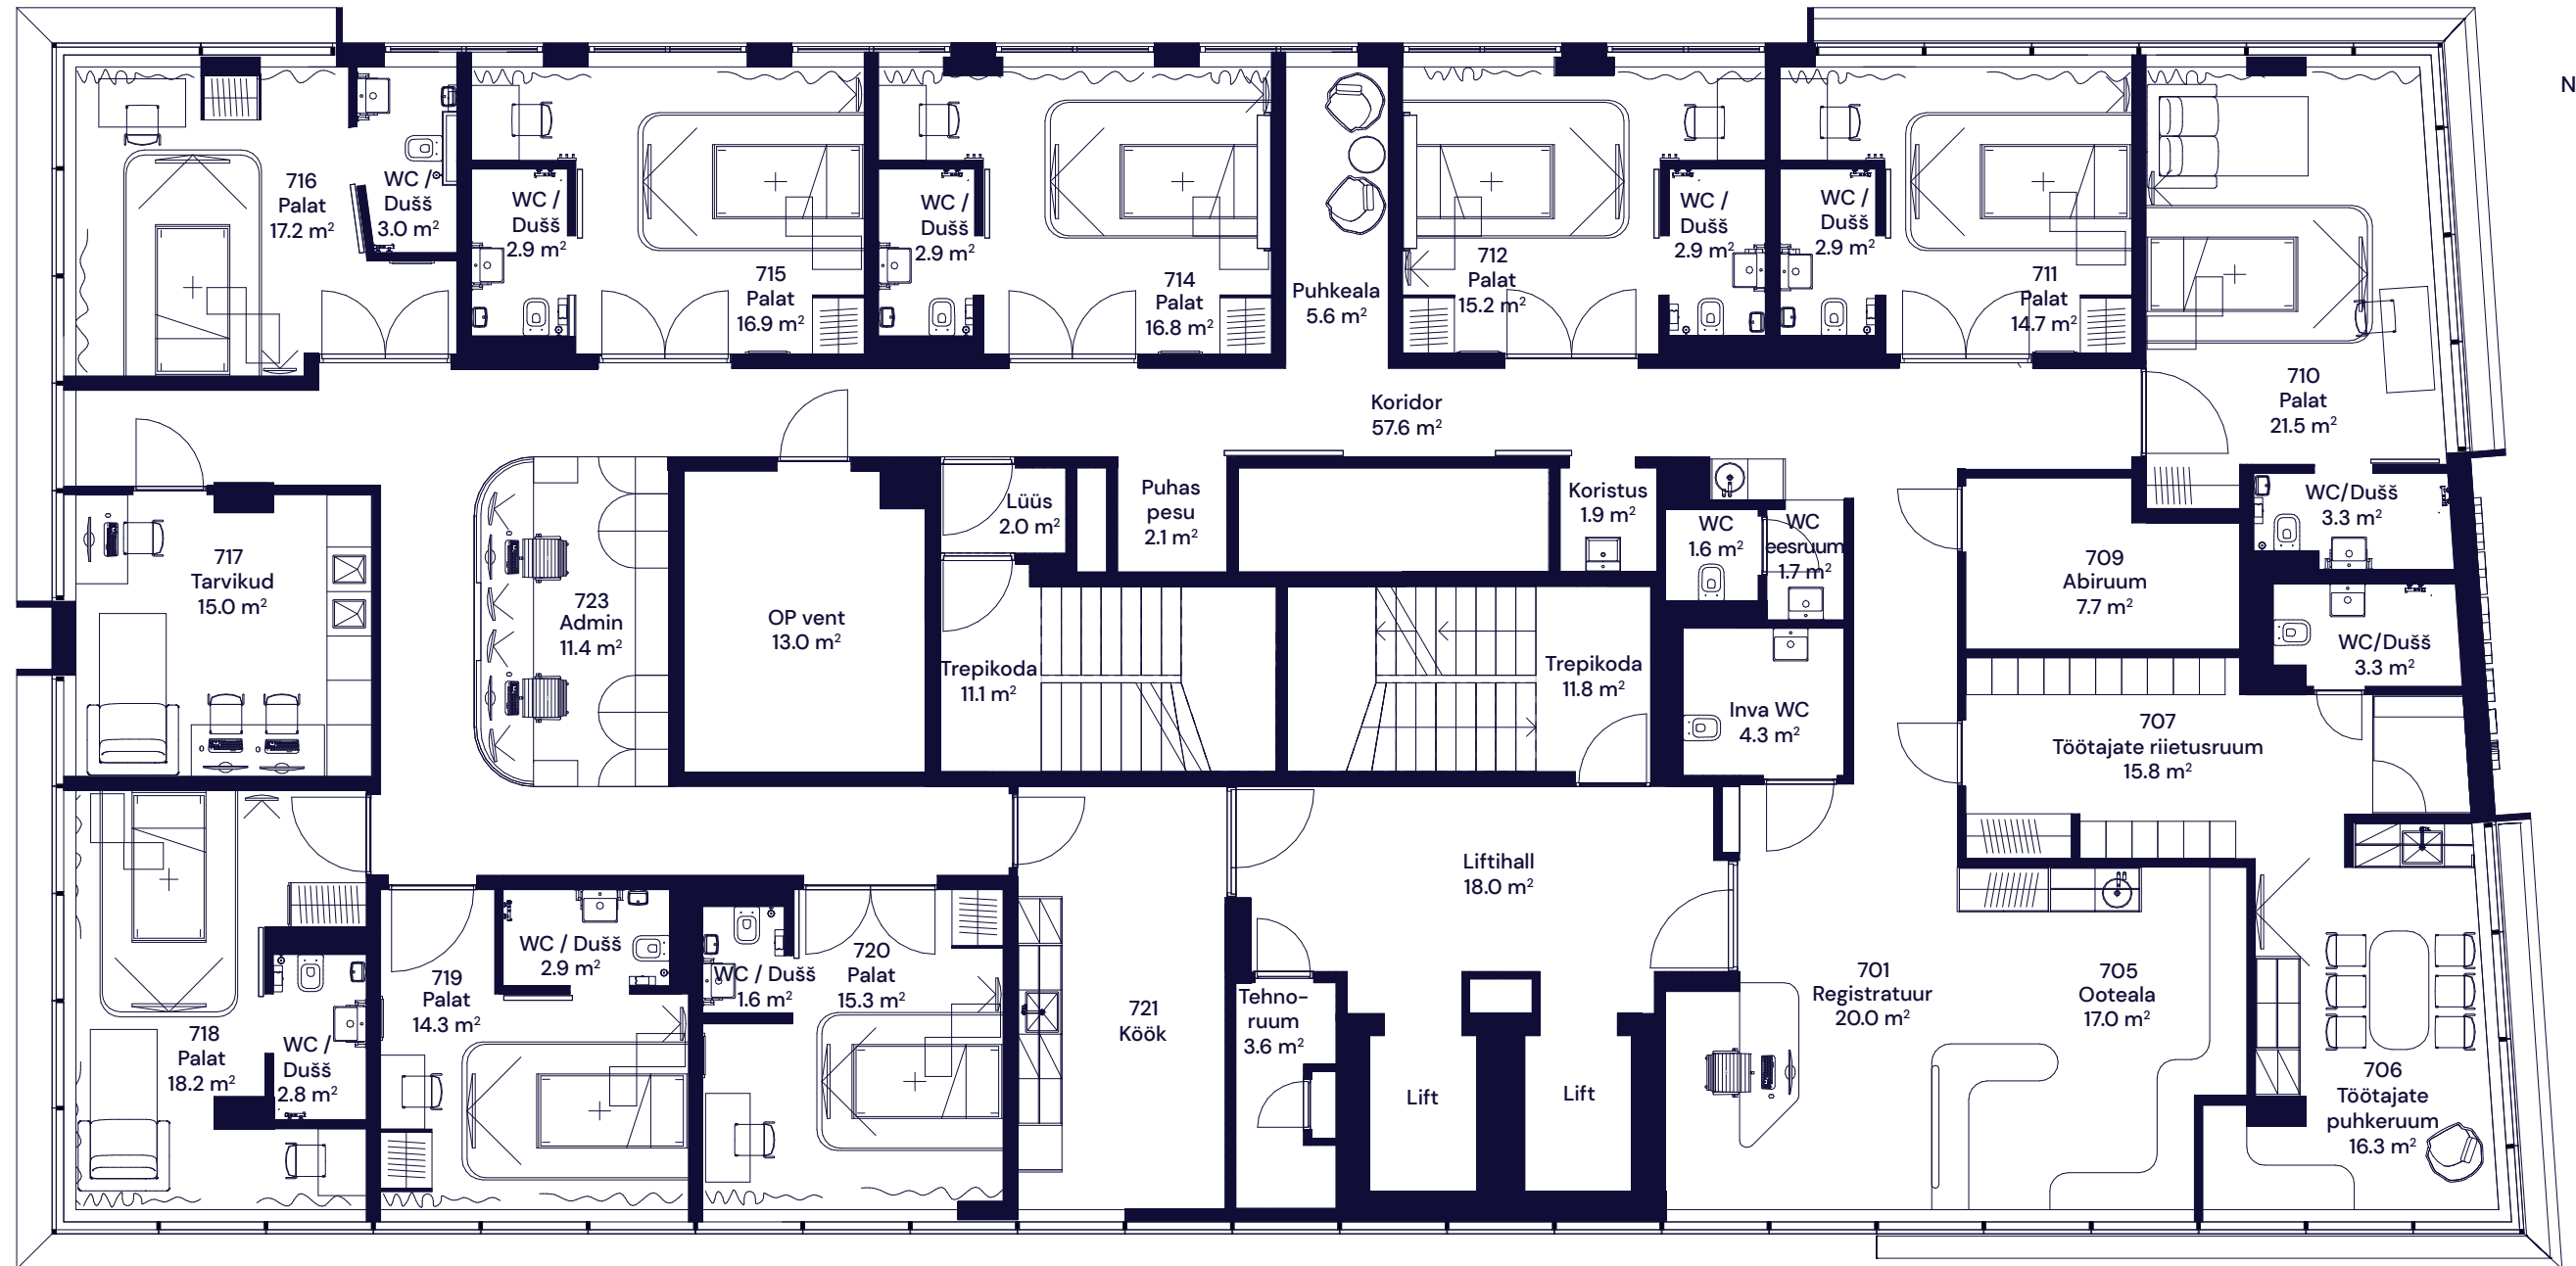 N
716
Palat
17.2 m²
WC /
Dušš
3.0 m²
WC /
Dušš
2.9 m²
715
Palat
16.9 m²
WC /
Dušš
2.9 m²
714
Palat
16.8 m²
Puhkeala
5.6 m²
712
Palat
15.2 m²
WC /
Dušš
2.9 m²
WC /
Dušš
2.9 m²
711
Palat
14.7 m²
710
Palat
21.5 m²
Koridor
57.6 m²
717
Tarvikud
15.0 m²
723
Admin
11.4 m²
OP vent
13.0 m²
Lüüs
2.0 m²
Puhas
pesu
2.1 m²
Koristus
1.9 m²
WC
1.6 m²
WC
eesruum
1.7 m²
709
Abiruum
7.7 m²
WC/Dušš
3.3 m²
WC/Dušš
3.3 m²
Trepikoda
11.1 m²
Trepikoda
11.8 m²
Inva WC
4.3 m²
707
Töötajate riietusruum
15.8 m²
718
Palat
18.2 m²
WC /
Dušš
2.8 m²
719
Palat
14.3 m²
WC / Dušš
2.9 m²
WC / Dušš
1.6 m²
720
Palat
15.3 m²
721
Köök
Liftihall
18.0 m²
Tehno-
ruum
3.6 m²
Lift
Lift
701
Registratuur
20.0 m²
705
Ooteala
17.0 m²
706
Töötajate
puhkeruum
16.3 m²